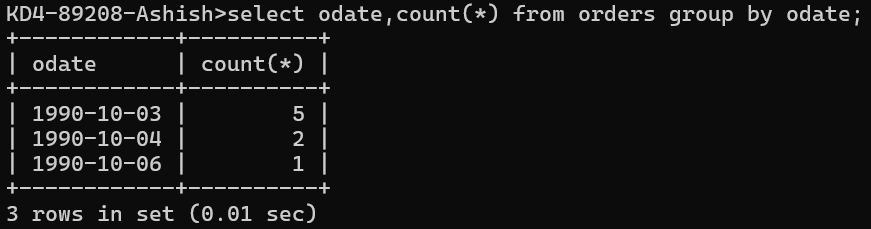 KD4-89208-Ashish>select odate,count(*) from orders group by odate;
+------------+----------+
| odate      | count(*) |
+------------+----------+
| 1990-10-03 |        5 |
| 1990-10-04 |        2 |
| 1990-10-06 |        1 |
+------------+----------+
3 rows in set (0.01 sec)